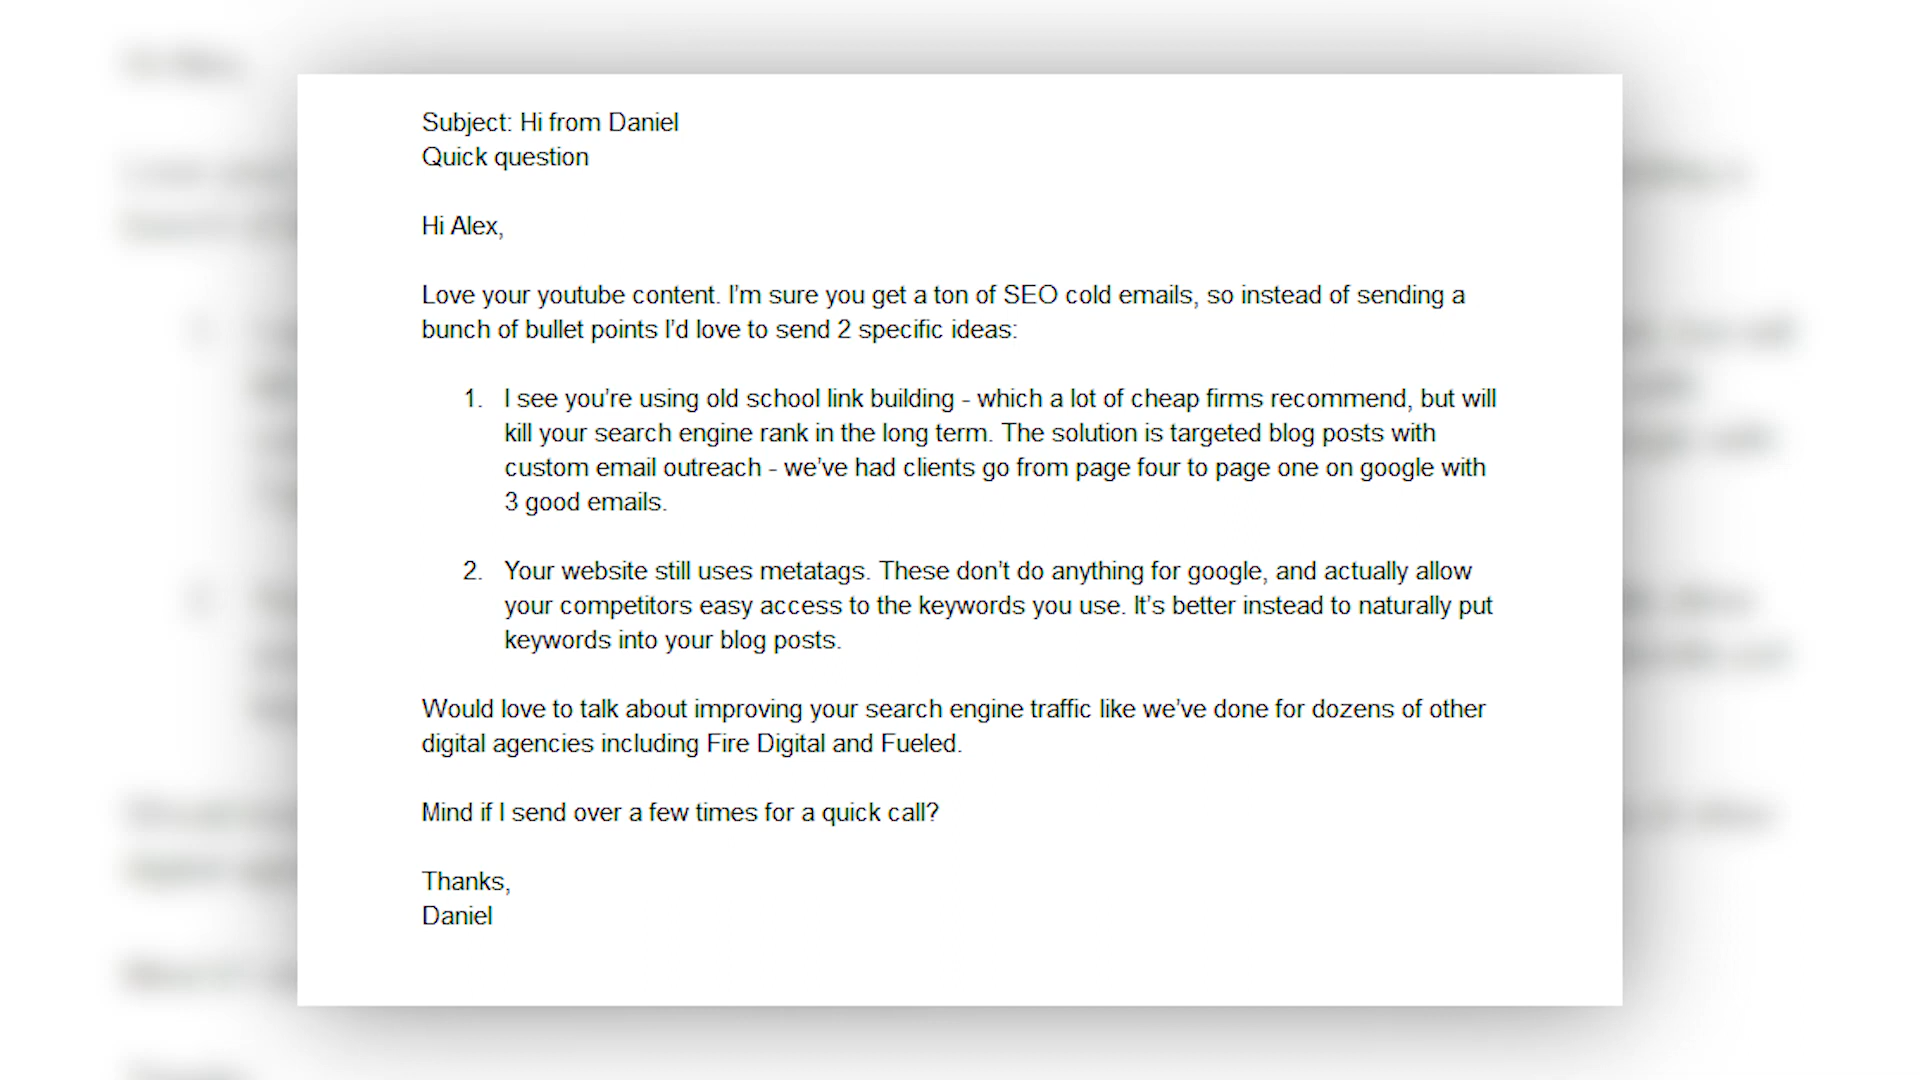 Subject: Hi from Daniel
Quick question
Hi Alex,
Love your youtube content. I'm sure you get a ton of SEO cold emails, so instead of sending a
bunch of bullet points I'd love to send 2 specific ideas:
1. I see you're using old school link building - which a lot of cheap firms recommend, but will
kill your search engine rank in the long term. The solution is targeted blog posts with
custom email outreach - we've had clients go from page four to page one on google with
3 good emails.
2. Your website still uses metatags. These don't do anything for google, and actually allow
your competitors easy access to the keywords you use. It's better instead to naturally put
keywords into your blog posts.
Would love to talk about improving your search engine traffic like we've done for dozens of other
digital agencies including Fire Digital and Fueled.
Mind if I send over a few times for a quick call?
Thanks,
Daniel